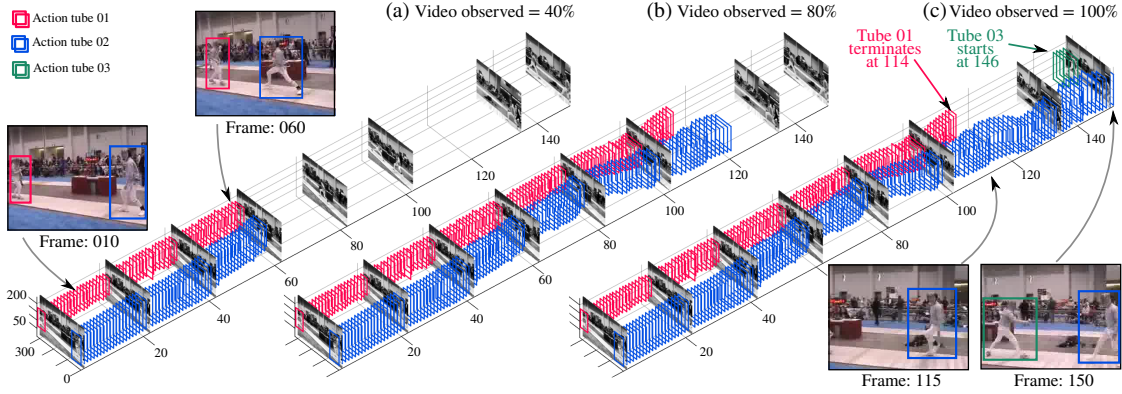 (a) Video observed = 40%
(b) Video observed = 80%
(c) Video observed = 100%
Action tube 01
Action tube 02
Action tube 03
Frame: 060
Frame: 010
Tube 01
terminates
at 114
Tube 03
starts
at 146
200
50
300
0
20
40
60
80
100
120
140
20
40
60
80
100
120
140
20
40
60
80
100
120
140
Frame: 115
Frame: 150